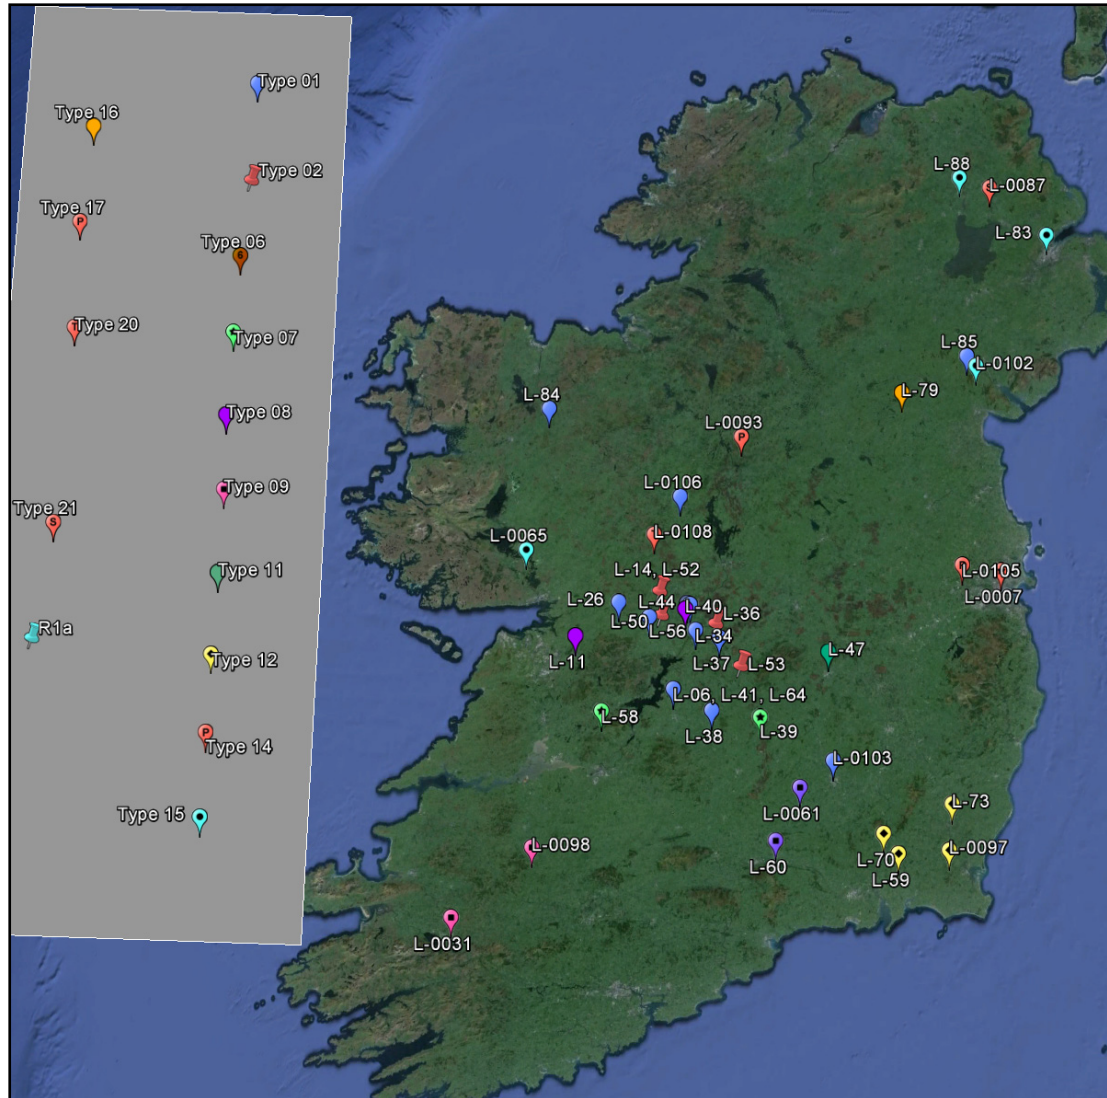 Type 01
Type 16
Type 02
Type 17
Type 06
Type 20
Type 07
Type 08
Type 09
Type 21
Type 11
R1a
Type 12
Type 14
Type 15
L-88
L-0087
L-83
L-85
L-0102
L-79
L-84
L-0093
L-0106
L-0108
L-0065
L-0105
L-0007
L-14, L-52
L-26
L-44
L-40
L-50
L-36
L-56
L-34
L-11
L-37
L-53
L-47
L-06, L-41, L-64
L-58
L-38
L-39
L-0103
L-0061
L-73
L-60
L-70
L-0097
L-59
L-0098
L-0031